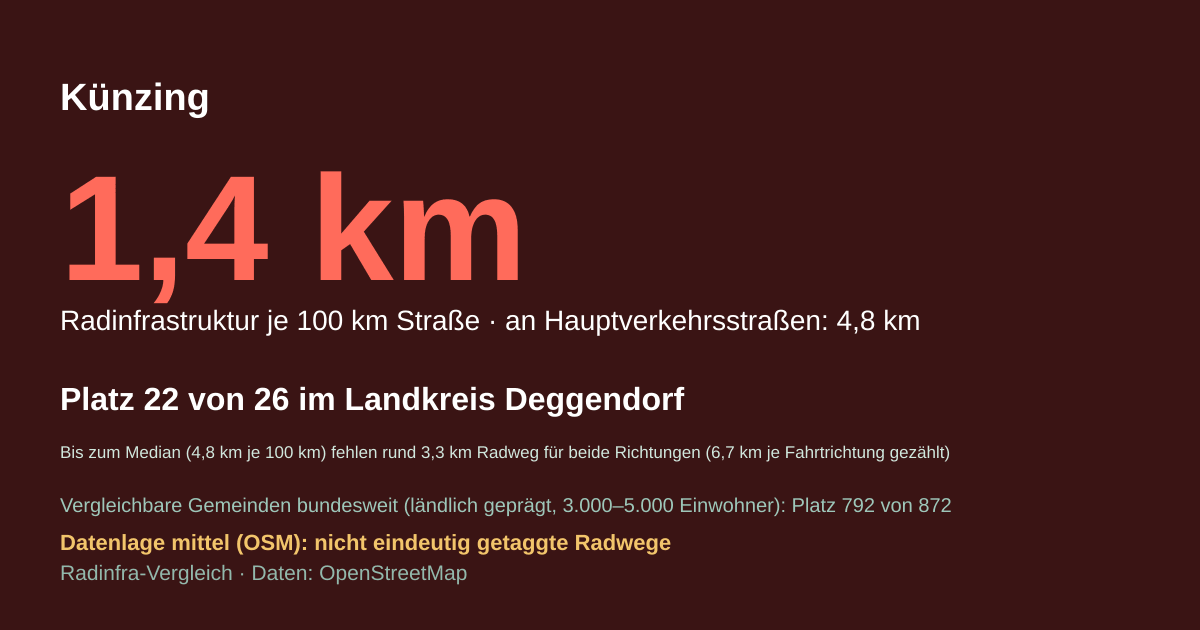 Künzing
1,4 km
Radinfrastruktur je 100 km Straße · an Hauptverkehrsstraßen: 4,8 km
Platz 22 von 26 im Landkreis Deggendorf
Bis zum Median (4,8 km je 100 km) fehlen rund 3,3 km Radweg für beide Richtungen (6,7 km je Fahrtrichtung gezählt)
Vergleichbare Gemeinden bundesweit (ländlich geprägt, 3.000–5.000 Einwohner): Platz 792 von 872
Datenlage mittel (OSM): nicht eindeutig getaggte Radwege
Radinfra-Vergleich · Daten: OpenStreetMap